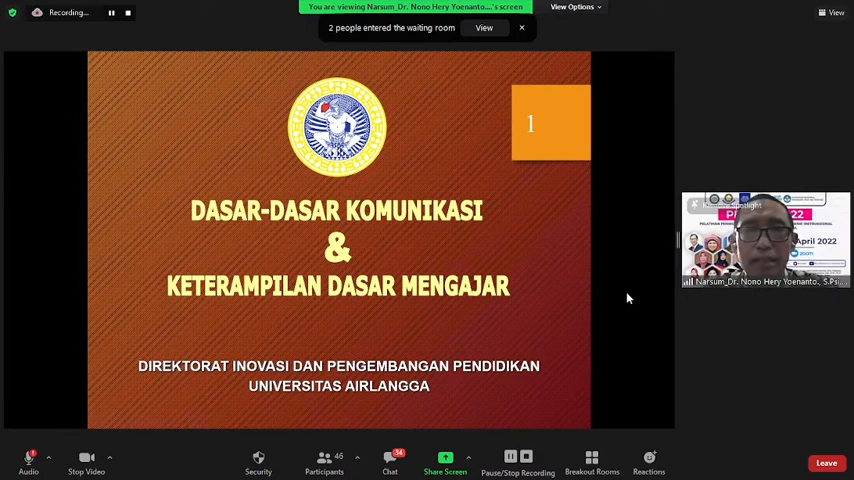 Recording...
You are viewing Narsum_Dr. Nono Hery Yoenanto....'s screen
View Options
View
2 people entered the waiting room
View
1
DASAR-DASAR KOMUNIKASI
&
KETERAMPILAN DASAR MENGAJAR
DIREKTORAT INOVASI DAN PENGEMBANGAN PENDIDIKAN
UNIVERSITAS AIRLANGGA
2022
April 2022
zoom
Narsum_Dr. Nono Hery Yoenanto, S.Psi...
Audio
Stop Video
Security
46
Participants
34
Chat
Share Screen
Pause/Stop Recording
Breakout Rooms
Reactions
Leave